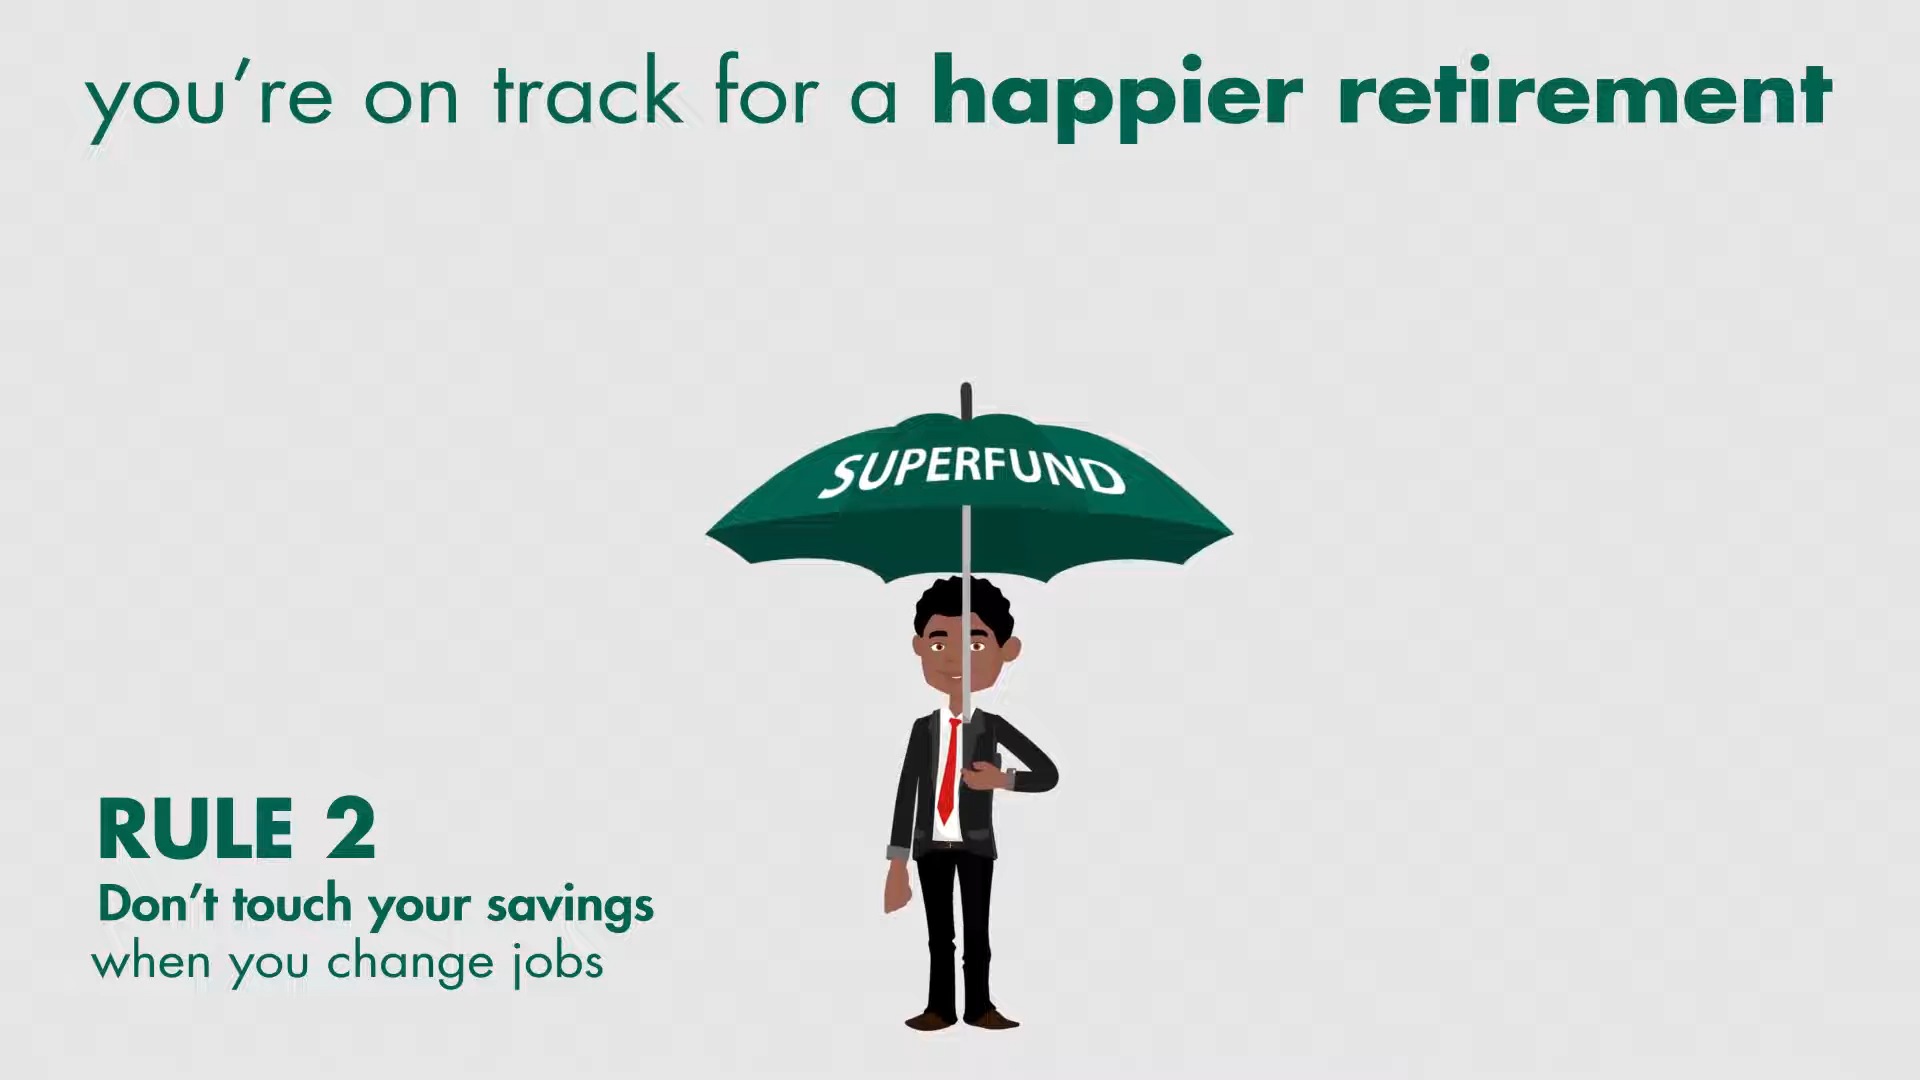 you're on track for a happier retirement
SUPERFUND
RULE 2
Don't touch your savings
when you change jobs